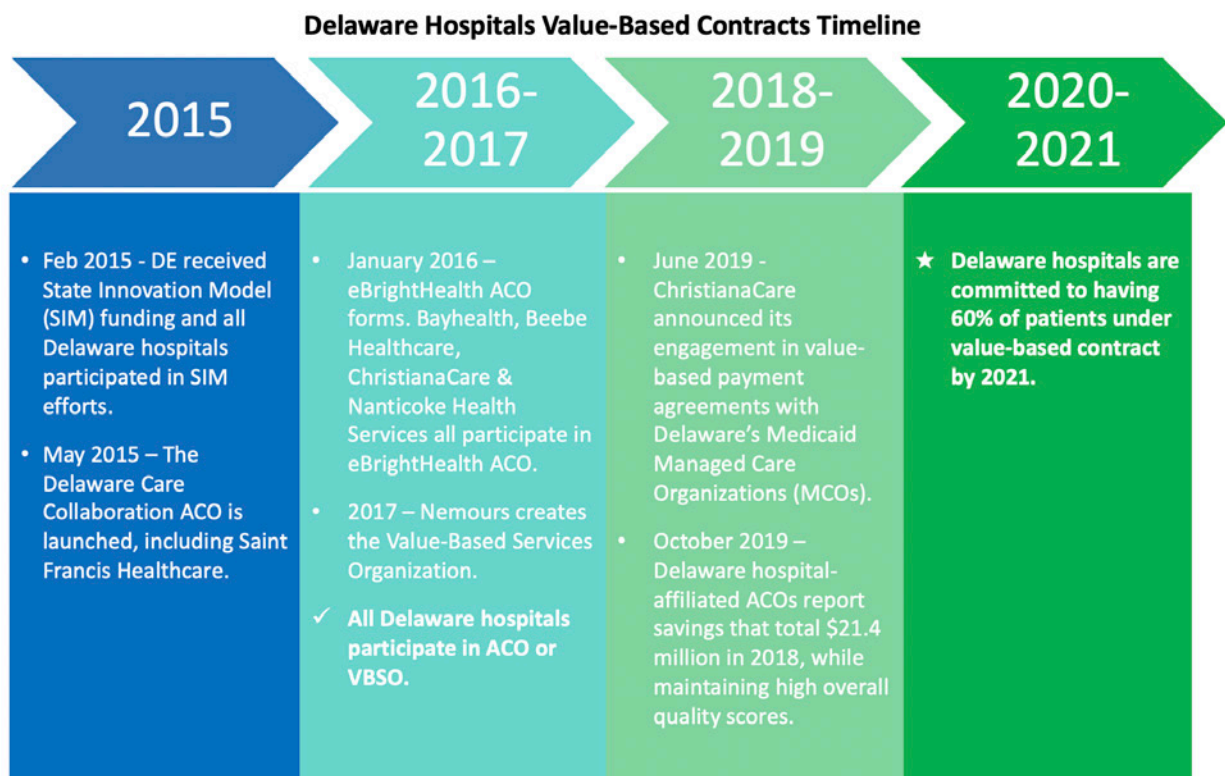 Delaware Hospitals Value-Based Contracts Timeline
2015
2016-
2017
2018-
2019
2020-
2021
• Feb 2015 - DE received
State Innovation Model
(SIM) funding and all
Delaware hospitals
participated in SIM
efforts.
• May 2015 – The
Delaware Care
Collaboration ACO is
launched, including Saint
Francis Healthcare.
• January 2016 –
eBrightHealth ACO
forms. Bayhealth, Beebe
Healthcare,
ChristianaCare &
Nanticoke Health
Services all participate in
eBrightHealth ACO.
• 2017 – Nemours creates
the Value-Based Services
Organization.
✓ All Delaware hospitals
participate in ACO or
VBSO.
• June 2019 -
ChristianaCare
announced its
engagement in value-
based payment
agreements with
Delaware’s Medicaid
Managed Care
Organizations (MCOs).
• October 2019 –
Delaware hospital-
affiliated ACOs report
savings that total $21.4
million in 2018, while
maintaining high overall
quality scores.
★ Delaware hospitals are
committed to having
60% of patients under
value-based contract
by 2021.